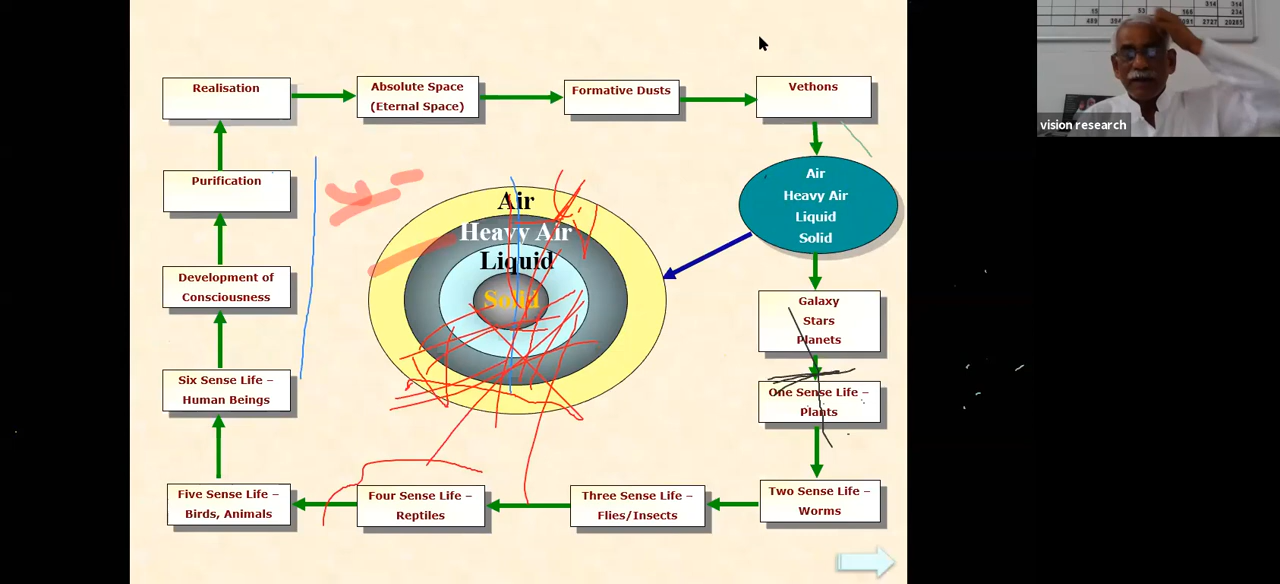 Realisation
Absolute Space
(Eternal Space)
Formative Dusts
Vethons
Air
Heavy Air
Liquid
Solid
Galaxy
Stars
Planets
One Sense Life –
Plants
Two Sense Life –
Worms
Three Sense Life –
Flies/Insects
Four Sense Life –
Reptiles
Five Sense Life –
Birds, Animals
Six Sense Life –
Human Beings
Development of
Consciousness
Purification
Air
Heavy Air
Liquid
Solid
vision research